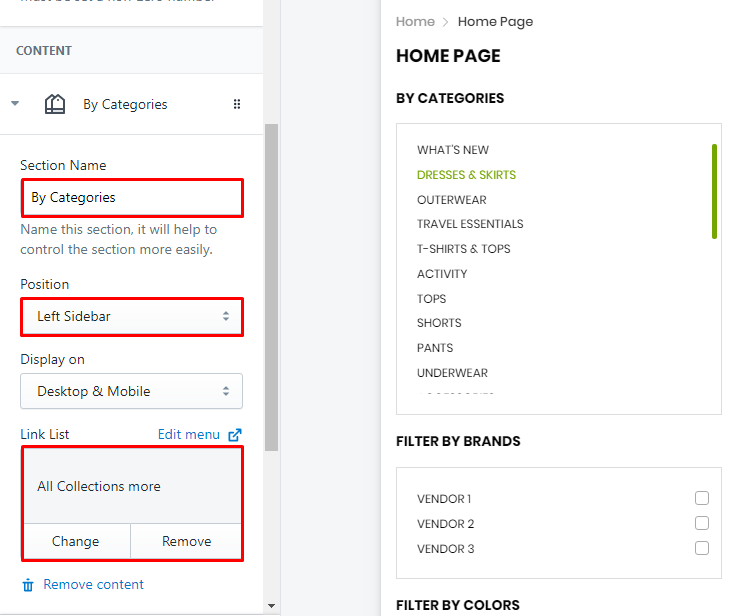 CONTENT
By Categories
Section Name
By Categories
Name this section, it will help to
control the section more easily.
Position
Left Sidebar
Display on
Desktop & Mobile
Link List
Edit menu
All Collections more
Change
Remove
Remove content
Home > Home Page
HOME PAGE
BY CATEGORIES
WHAT'S NEW
DRESSES & SKIRTS
OUTERWEAR
TRAVEL ESSENTIALS
T-SHIRTS & TOPS
ACTIVITY
TOPS
SHORTS
PANTS
UNDERWEAR
FILTER BY BRANDS
VENDOR 1
VENDOR 2
VENDOR 3
FILTER BY COLORS